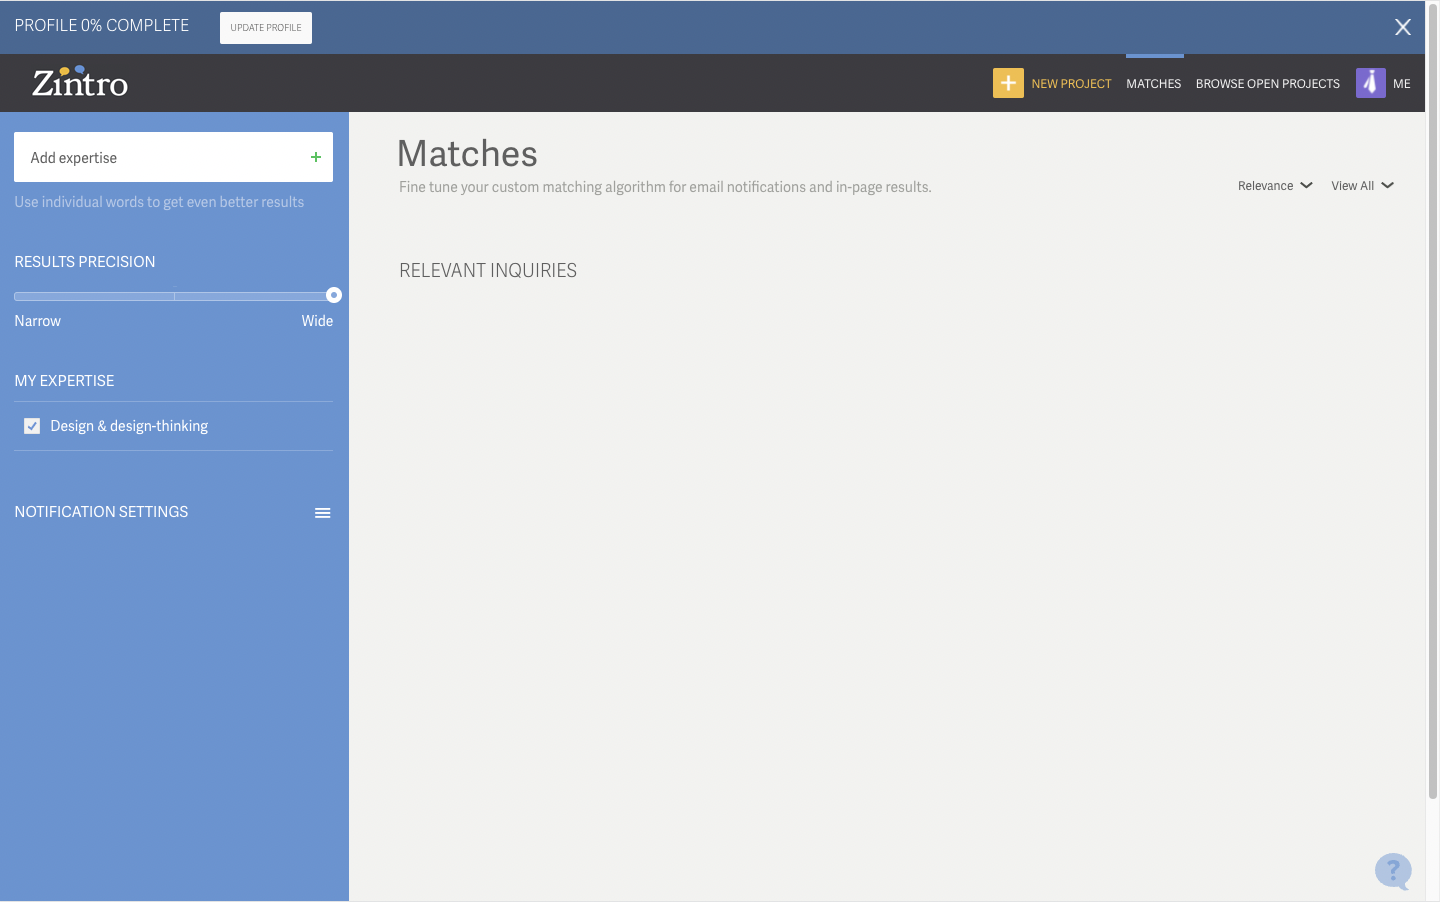 PROFILE 0% COMPLETE
UPDATE PROFILE
X
Zintro
NEW PROJECT
MATCHES
BROWSE OPEN PROJECTS
ME
Add expertise
Use individual words to get even better results
RESULTS PRECISION
Narrow
Wide
MY EXPERTISE
Design & design-thinking
NOTIFICATION SETTINGS
Matches
Fine tune your custom matching algorithm for email notifications and in-page results.
Relevance
View All
RELEVANT INQUIRIES
?